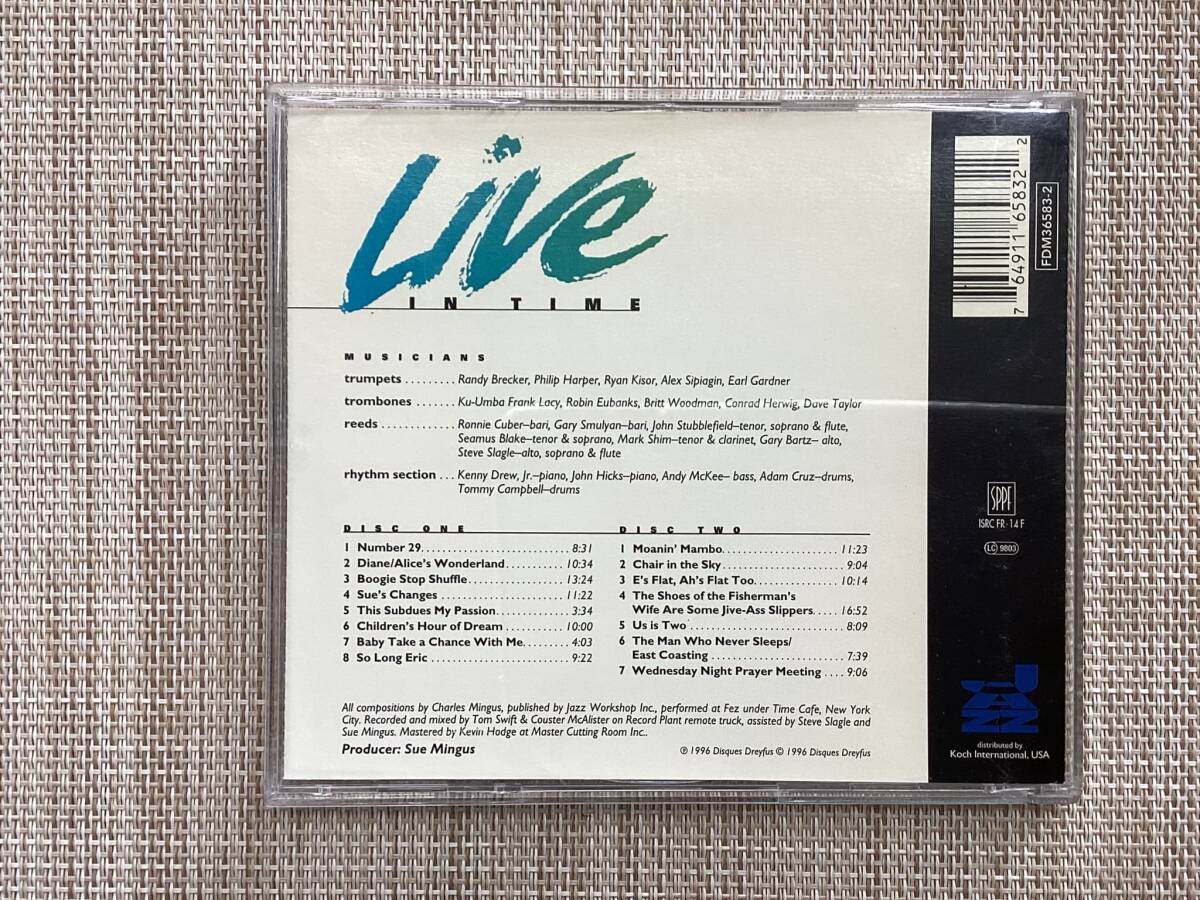 Live
IN TIME
MUSICIANS
trumpets ......... Randy Brecker, Philip Harper, Ryan Kisor, Alex Sipiagin, Earl Gardner
trombones ....... Ku-Umba Frank Lacy, Robin Eubanks, Britt Woodman, Conrad Herwig, Dave Taylor
reeds ............. Ronnie Cuber–bari, Gary Smulyan–bari, John Stubblefield–tenor, soprano & flute,
Seamus Blake–tenor & soprano, Mark Shim–tenor & clarinet, Gary Bartz– alto,
Steve Slagle–alto, soprano & flute
rhythm section ... Kenny Drew, Jr.–piano, John Hicks–piano, Andy McKee– bass, Adam Cruz–drums,
Tommy Campbell–drums
DISC ONE
1 Number 29 8:31
2 Diane/Alice's Wonderland 10:34
3 Boogie Stop Shuffle 13:24
4 Sue's Changes 11:22
5 This Subdues My Passion 3:34
6 Children's Hour of Dream 10:00
7 Baby Take a Chance With Me 4:03
8 So Long Eric 9:22
DISC TWO
1 Moanin' Mambo 11:23
2 Chair in the Sky 9:04
3 E's Flat, Ah's Flat Too 10:14
4 The Shoes of the Fisherman's
Wife Are Some Jive-Ass Slippers 16:52
5 Us is Two 8:09
6 The Man Who Never Sleeps/
East Coasting 7:39
7 Wednesday Night Prayer Meeting 9:06
All compositions by Charles Mingus, published by Jazz Workshop Inc., performed at Fez under Time Cafe, New York
City. Recorded and mixed by Tom Swift & Couster McAlister on Record Plant remote truck, assisted by Steve Slagle and
Sue Mingus. Mastered by Kevin Hodge at Master Cutting Room Inc..
Producer: Sue Mingus
℗ 1996 Disques Dreyfus © 1996 Disques Dreyfus
7 64911 65832 2
FDM36583-2
SPPF
ISRC FR · 14 F
LC 9803
JAZZ
distributed by
Koch International, USA